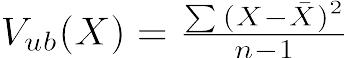 $V_{ub}(X) = \frac{\sum (X - \bar{X})^2}{n-1}$